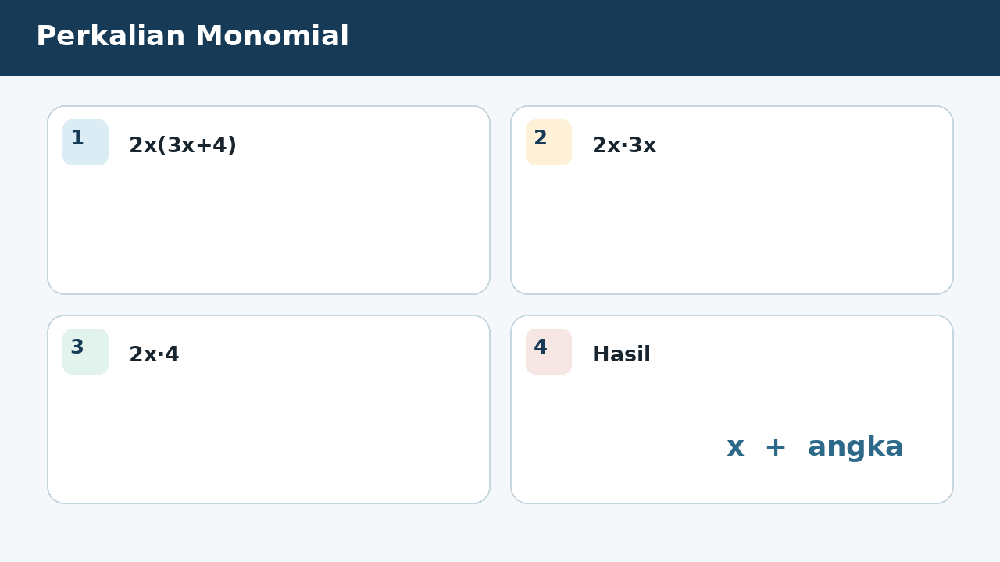 Perkalian Monomial
1 2x(3x+4)
2 2x·3x
3 2x·4
4 Hasil
x + angka